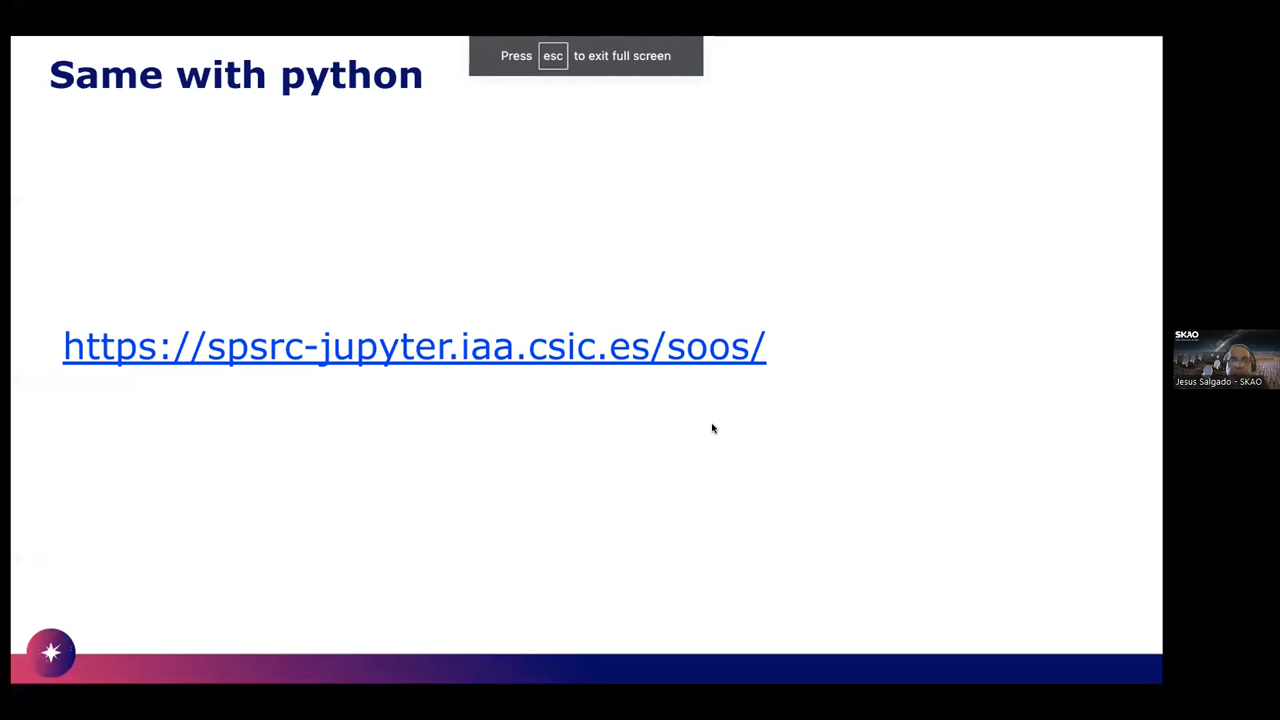 Same with python
Press esc to exit full screen
https://spsrc-jupyter.iaa.csic.es/soos/
SKAO
Jesus Salgado - SKAO